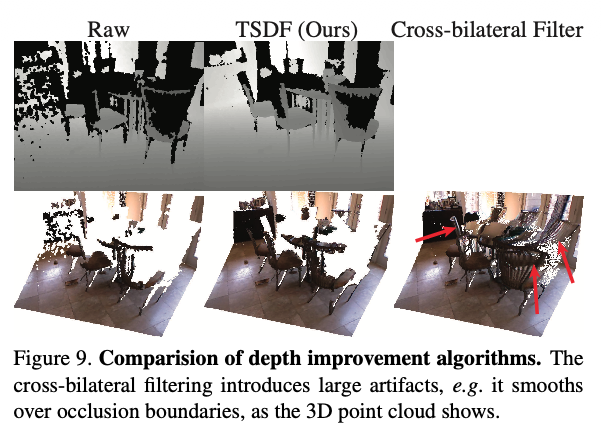 Raw TSDF (Ours) Cross-bilateral Filter
Figure 9. Comparision of depth improvement algorithms. The
cross-bilateral filtering introduces large artifacts, e.g. it smooths
over occlusion boundaries, as the 3D point cloud shows.